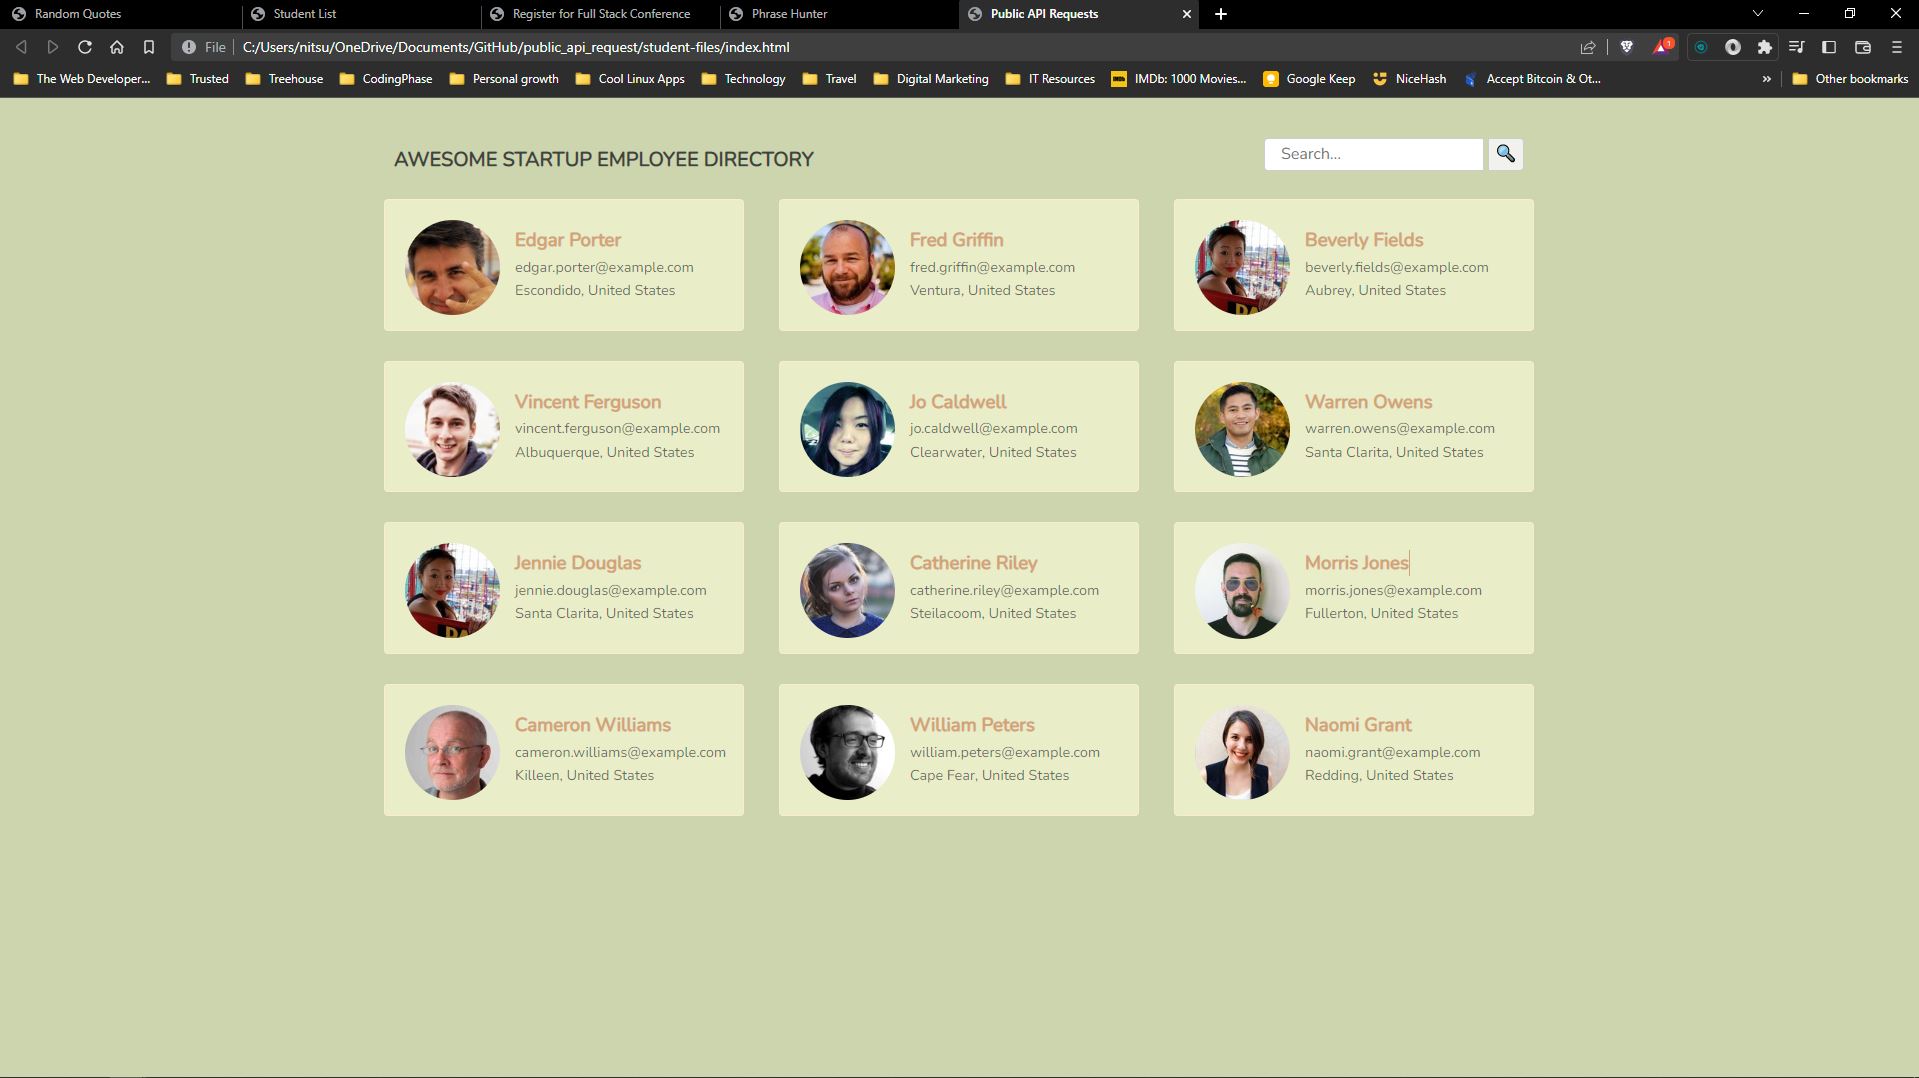 Random Quotes
Student List
Register for Full Stack Conference
Phrase Hunter
Public API Requests
File
C:/Users/nitsu/OneDrive/Documents/GitHub/public_api_request/student-files/index.html
1
The Web Developer...
Trusted
Treehouse
CodingPhase
Personal growth
Cool Linux Apps
Technology
Travel
Digital Marketing
IT Resources
IMDb: 1000 Movies...
Google Keep
NiceHash
Accept Bitcoin & Ot...
»
Other bookmarks
AWESOME STARTUP EMPLOYEE DIRECTORY
Search...
Edgar Porter
edgar.porter@example.com
Escondido, United States
Fred Griffin
fred.griffin@example.com
Ventura, United States
Beverly Fields
beverly.fields@example.com
Aubrey, United States
Vincent Ferguson
vincent.ferguson@example.com
Albuquerque, United States
Jo Caldwell
jo.caldwell@example.com
Clearwater, United States
Warren Owens
warren.owens@example.com
Santa Clarita, United States
Jennie Douglas
jennie.douglas@example.com
Santa Clarita, United States
Catherine Riley
catherine.riley@example.com
Steilacoom, United States
Morris Jones
morris.jones@example.com
Fullerton, United States
Cameron Williams
cameron.williams@example.com
Killeen, United States
William Peters
william.peters@example.com
Cape Fear, United States
Naomi Grant
naomi.grant@example.com
Redding, United States